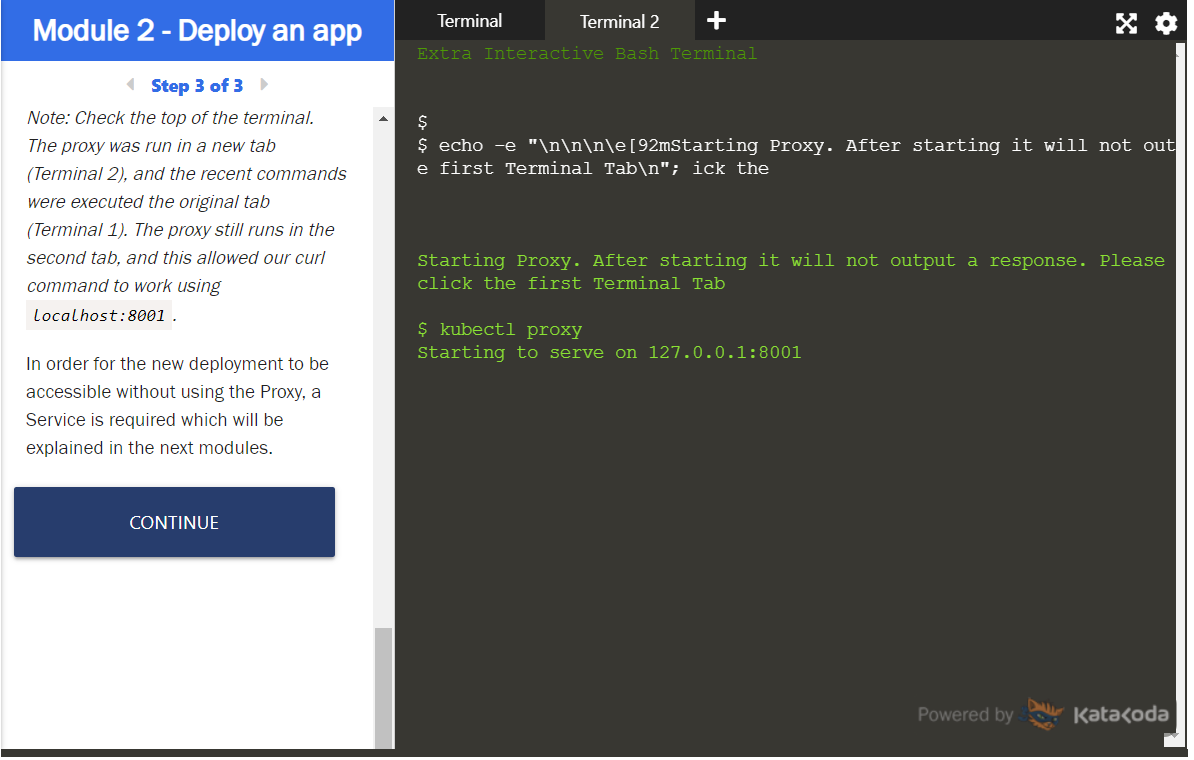 Module 2 - Deploy an app
Step 3 of 3
Note: Check the top of the terminal.
The proxy was run in a new tab
(Terminal 2), and the recent commands
were executed the original tab
(Terminal 1). The proxy still runs in the
second tab, and this allowed our curl
command to work using
localhost:8001 .
In order for the new deployment to be
accessible without using the Proxy, a
Service is required which will be
explained in the next modules.
CONTINUE
Terminal
Terminal 2
Extra Interactive Bash Terminal
$
$ echo -e "\n\n\n\e[92mStarting Proxy. After starting it will not out
e first Terminal Tab\n"; ick the
Starting Proxy. After starting it will not output a response. Please
click the first Terminal Tab
$ kubectl proxy
Starting to serve on 127.0.0.1:8001
Powered by Katacoda